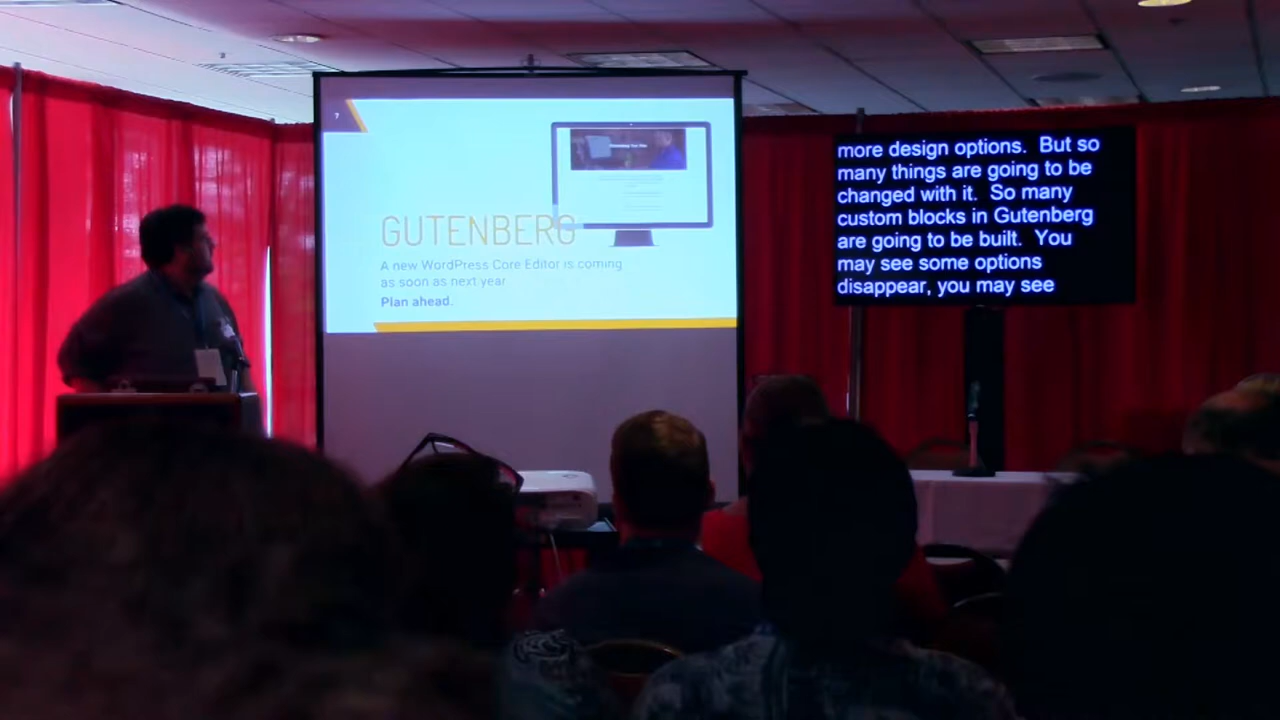 7
GUTENBERG
A new WordPress Core Editor is coming
as soon as next year
Plan ahead.
more design options.  But so
many things are going to be
changed with it.  So many
custom blocks in Gutenberg
are going to be built.  You
may see some options
disappear, you may see